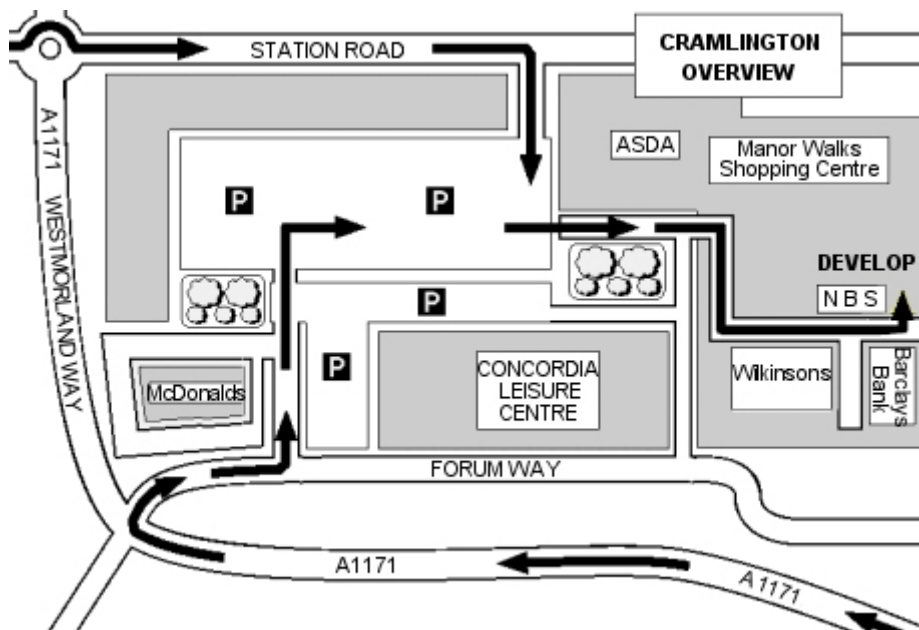 CRAMLINGTON
OVERVIEW
STATION ROAD
A1171
WESTMORLAND WAY
ASDA
Manor Walks
Shopping Centre
P
P
DEVELOP
N B S
P
P
McDonalds
CONCORDIA
LEISURE
CENTRE
Wilkinsons
Barclays
Bank
FORUM WAY
A1171
A1171